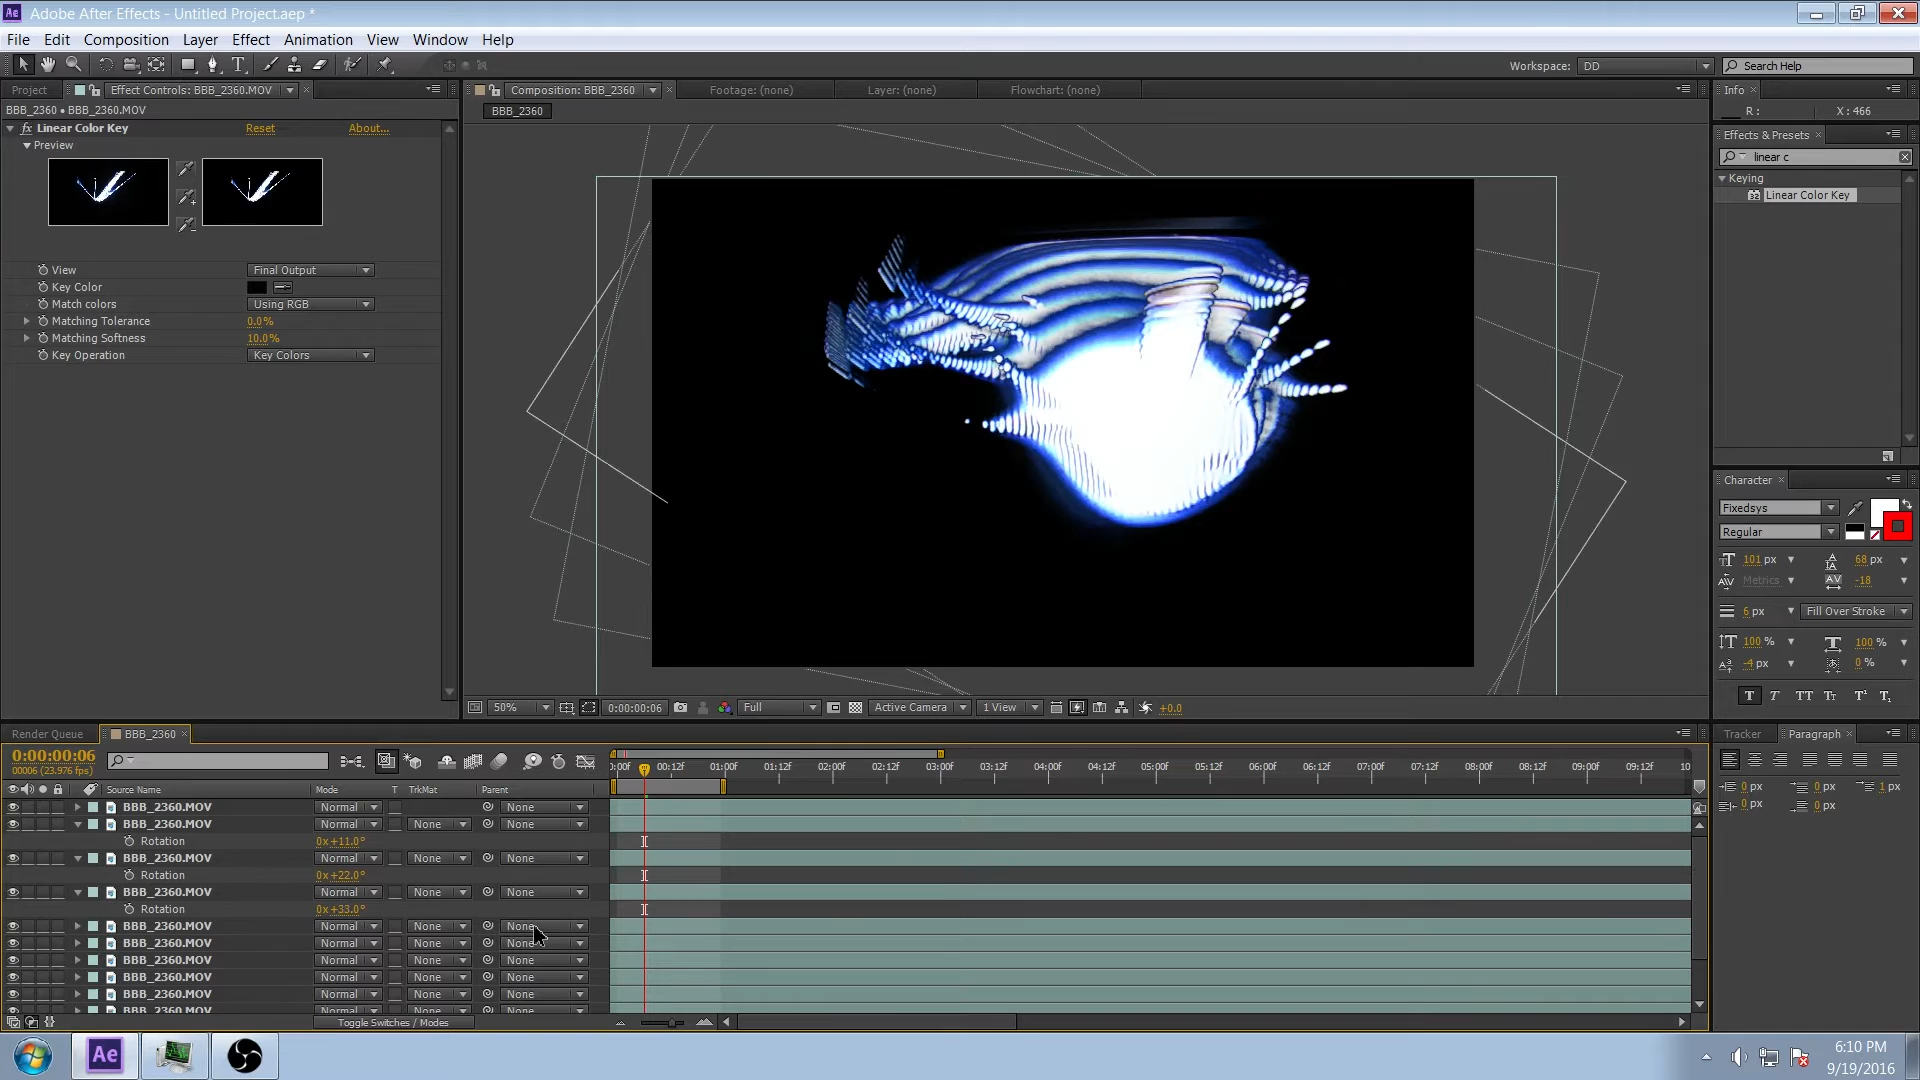 Adobe After Effects - Untitled Project.aep *
File Edit Composition Layer Effect Animation View Window Help
Workspace: DD Search Help
Project Effect Controls: BBB_2360.MOV
BBB_2360 • BBB_2360.MOV
fx Linear Color Key Reset About...
Preview
View Final Output
Key Color
Match colors Using RGB
Matching Tolerance 0.0%
Matching Softness 10.0%
Key Operation Key Colors
Composition: BBB_2360 Footage: (none) Layer: (none) Flowchart: (none)
BBB_2360
50% 0:00:00:06 Full Active Camera 1 View +0.0
Info
R : X : 466
Effects & Presets
linear c
Keying
Linear Color Key
Character
Fixedsys
Regular
101 px 68 px
Metrics -18
6 px Fill Over Stroke
100 % 100 %
-4 px 0 %
Tracker Paragraph
0 px 0 px 1 px
0 px 0 px
Render Queue BBB_2360
0:00:00:06
00006 (23.976 fps)
:00f 00:12f 01:00f 01:12f 02:00f 02:12f 03:00f 03:12f 04:00f 04:12f 05:00f 05:12f 06:00f 06:12f 07:00f 07:12f 08:00f 08:12f 09:00f 09:12f 10
Source Name Mode T TrkMat Parent
BBB_2360.MOV Normal None
BBB_2360.MOV Normal None None
Rotation 0x+11.0°
BBB_2360.MOV Normal None None
Rotation 0x+22.0°
BBB_2360.MOV Normal None None
Rotation 0x+33.0°
BBB_2360.MOV Normal None None
BBB_2360.MOV Normal None None
BBB_2360.MOV Normal None None
BBB_2360.MOV Normal None None
BBB_2360.MOV Normal None None
BBB_2360.MOV Normal None None
Toggle Switches / Modes
Ae
6:10 PM
9/19/2016